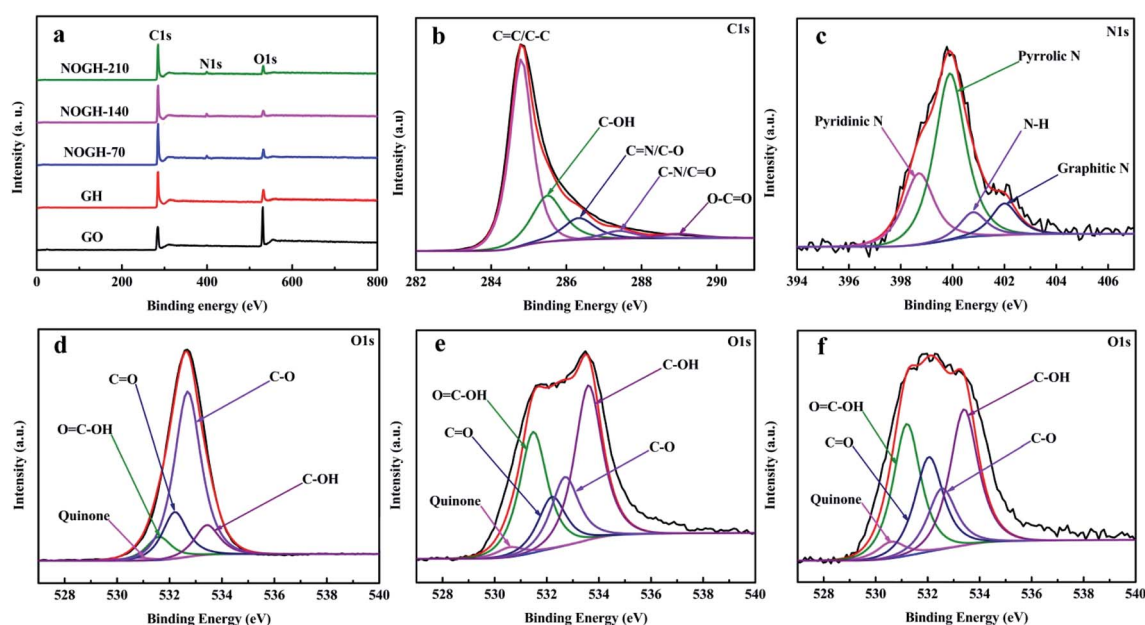 a
C1s
N1s
O1s
NOGH-210
NOGH-140
NOGH-70
GH
GO
Intensity (a. u.)
0 200 400 600 800
Binding energy (eV)
b
C1s
C=C/C-C
C-OH
C=N/C-O
C-N/C=O
O-C=O
Intensity (a.u)
282 284 286 288 290
Binding Energy (eV)
c
N1s
Pyrrolic N
Pyridinic N
N-H
Graphitic N
Intensity (a.u.)
394 396 398 400 402 404 406
Binding Energy (eV)
d
O1s
C=O
C-O
O=C-OH
C-OH
Quinone
Intensity (a.u.)
528 530 532 534 536 538 540
Binding Energy (eV)
e
O1s
C-OH
O=C-OH
C=O
C-O
Quinone
Intensity (a.u.)
528 530 532 534 536 538 540
Binding Energy (eV)
f
O1s
C-OH
O=C-OH
C=O
C-O
Quinone
Intensity (a.u.)
528 530 532 534 536 538 540
Binding Energy (eV)